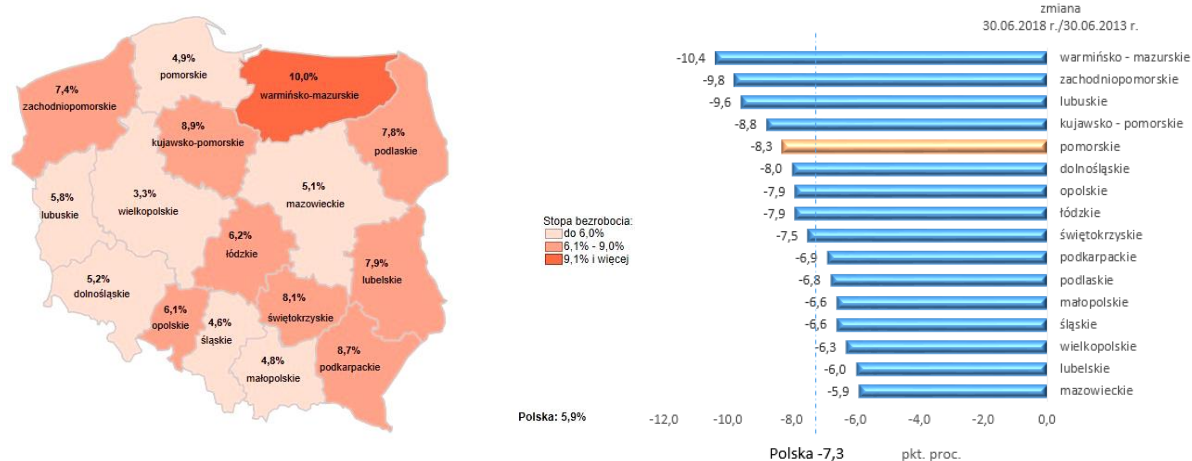 4,9%
pomorskie
10,0%
warmińsko-mazurskie
7,4%
zachodniopomorskie
8,9%
kujawsko-pomorskie
7,8%
podlaskie
5,8%
lubuskie
3,3%
wielkopolskie
5,1%
mazowieckie
6,2%
łódzkie
7,9%
lubelskie
5,2%
dolnośląskie
6,1%
opolskie
4,6%
śląskie
8,1%
świętokrzyskie
4,8%
małopolskie
8,7%
podkarpackie
Stopa bezrobocia:
do 6,0%
6,1% - 9,0%
9,1% i więcej
Polska: 5,9%
zmiana
30.06.2018 r./30.06.2013 r.
-10,4 warmińsko - mazurskie
-9,8 zachodniopomorskie
-9,6 lubuskie
-8,8 kujawsko - pomorskie
-8,3 pomorskie
-8,0 dolnośląskie
-7,9 opolskie
-7,9 łódzkie
-7,5 świętokrzyskie
-6,9 podkarpackie
-6,8 podlaskie
-6,6 małopolskie
-6,6 śląskie
-6,3 wielkopolskie
-6,0 lubelskie
-5,9 mazowieckie
-12,0 -10,0 -8,0 -6,0 -4,0 -2,0 0,0
Polska -7,3 pkt. proc.